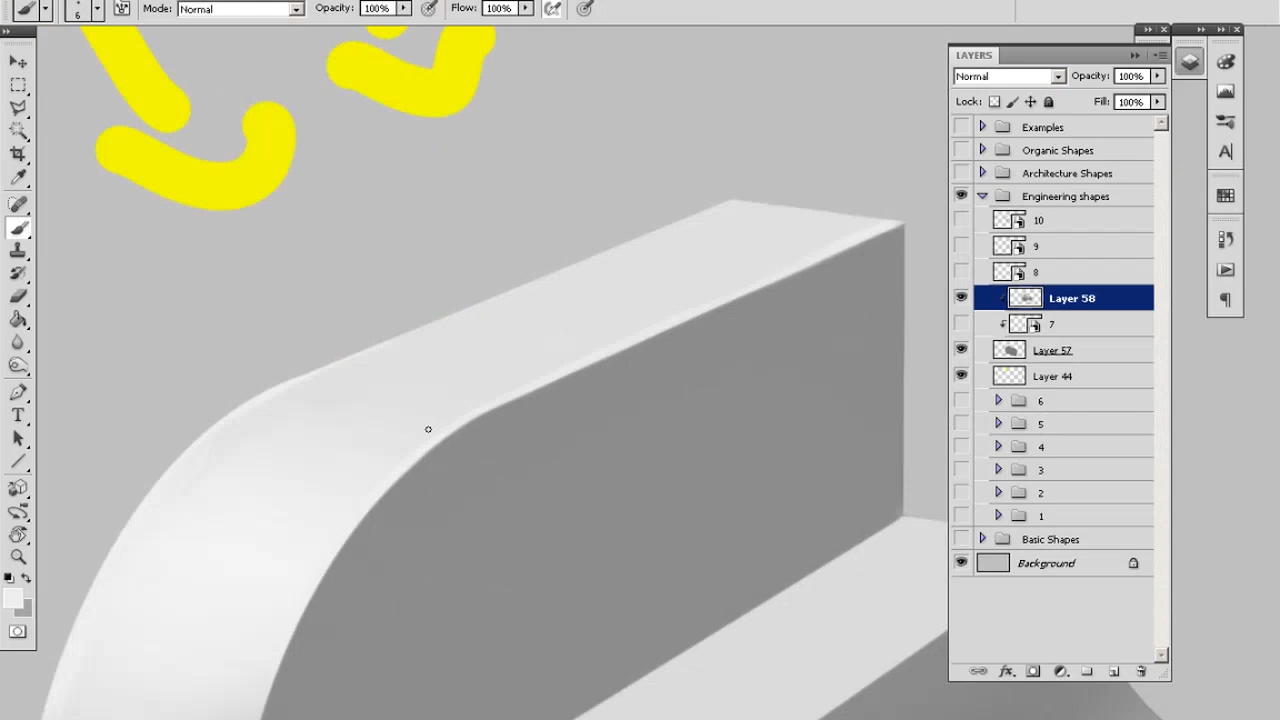 Mode: Normal Opacity: 100% Flow: 100%
6
LAYERS
Normal Opacity: 100%
Lock: Fill: 100%
Examples
Organic Shapes
Architecture Shapes
Engineering shapes
10
9
8
Layer 58
7
Layer 57
Layer 44
6
5
4
3
2
1
Basic Shapes
Background